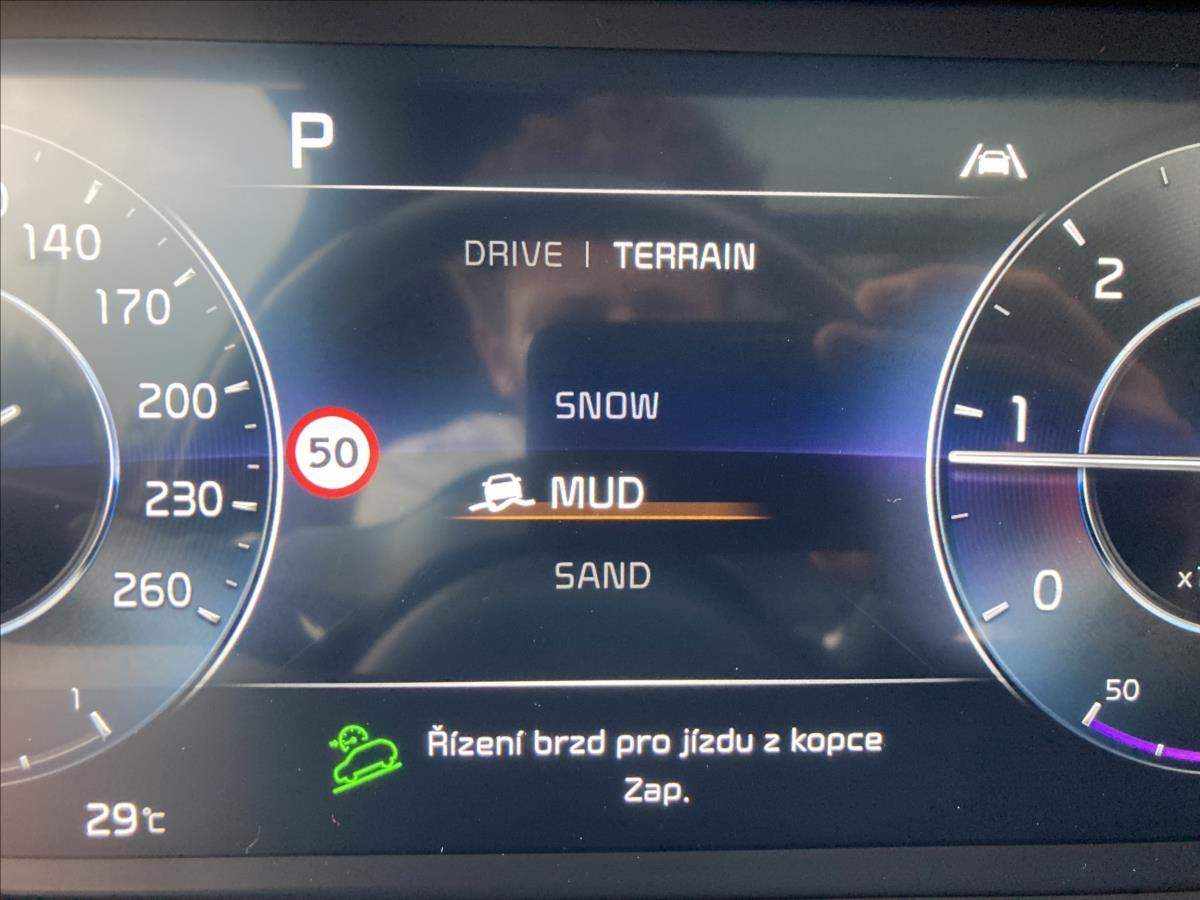 P
DRIVE | TERRAIN
140
170
200
230
260
1
50
SNOW
MUD
SAND
2
1
0
50
Řízení brzd pro jízdu z kopce
Zap.
29°C